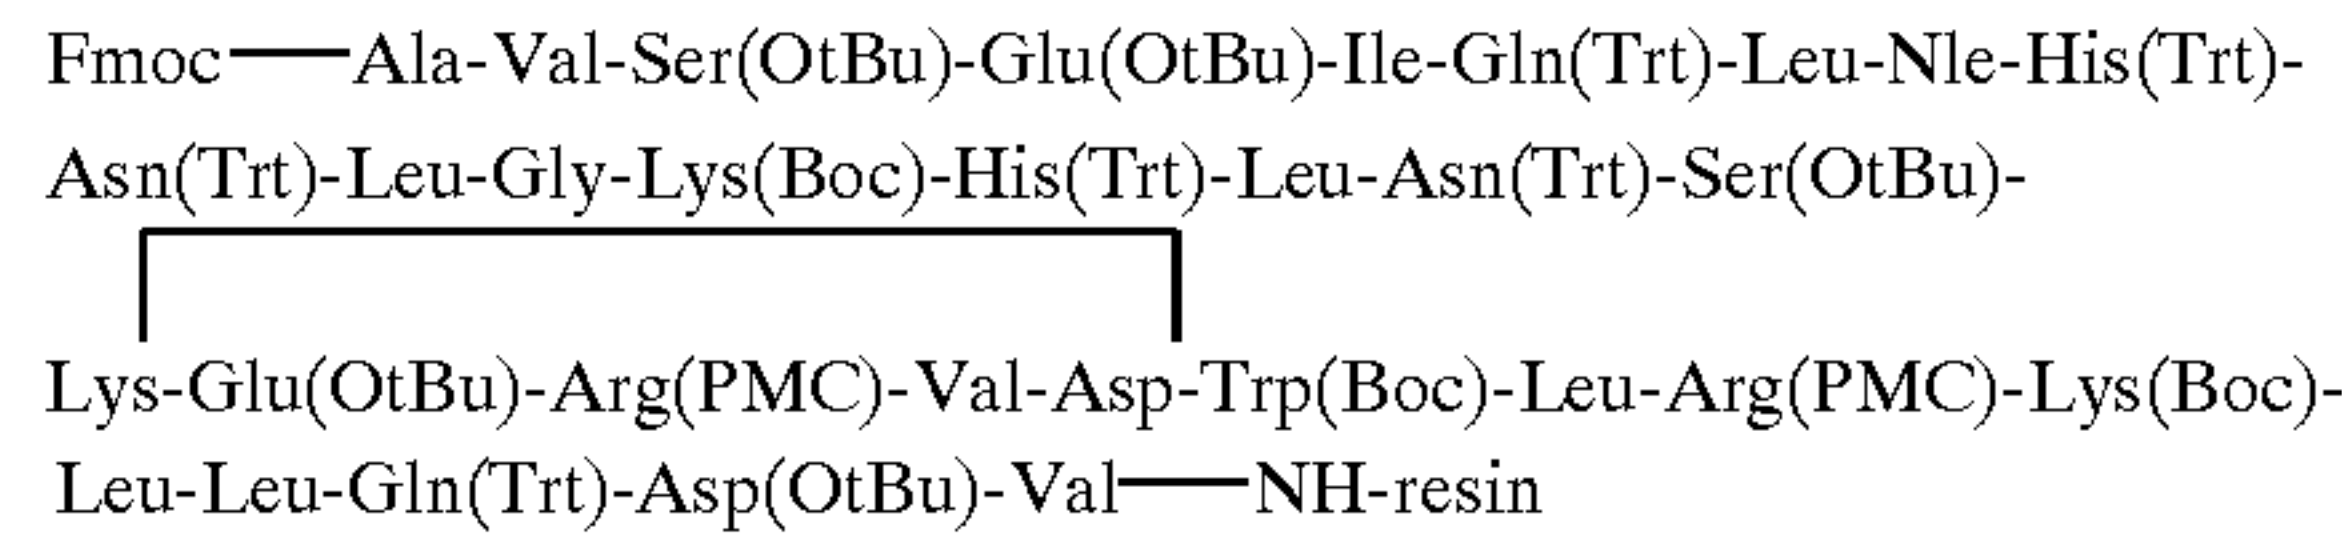 Fmoc—Ala-Val-Ser(OtBu)-Glu(OtBu)-Ile-Gln(Trt)-Leu-Nle-His(Trt)-
Asn(Trt)-Leu-Gly-Lys(Boc)-His(Trt)-Leu-Asn(Trt)-Ser(OtBu)-
Lys-Glu(OtBu)-Arg(PMC)-Val-Asp-Trp(Boc)-Leu-Arg(PMC)-Lys(Boc)-
Leu-Leu-Gln(Trt)-Asp(OtBu)-Val—NH-resin